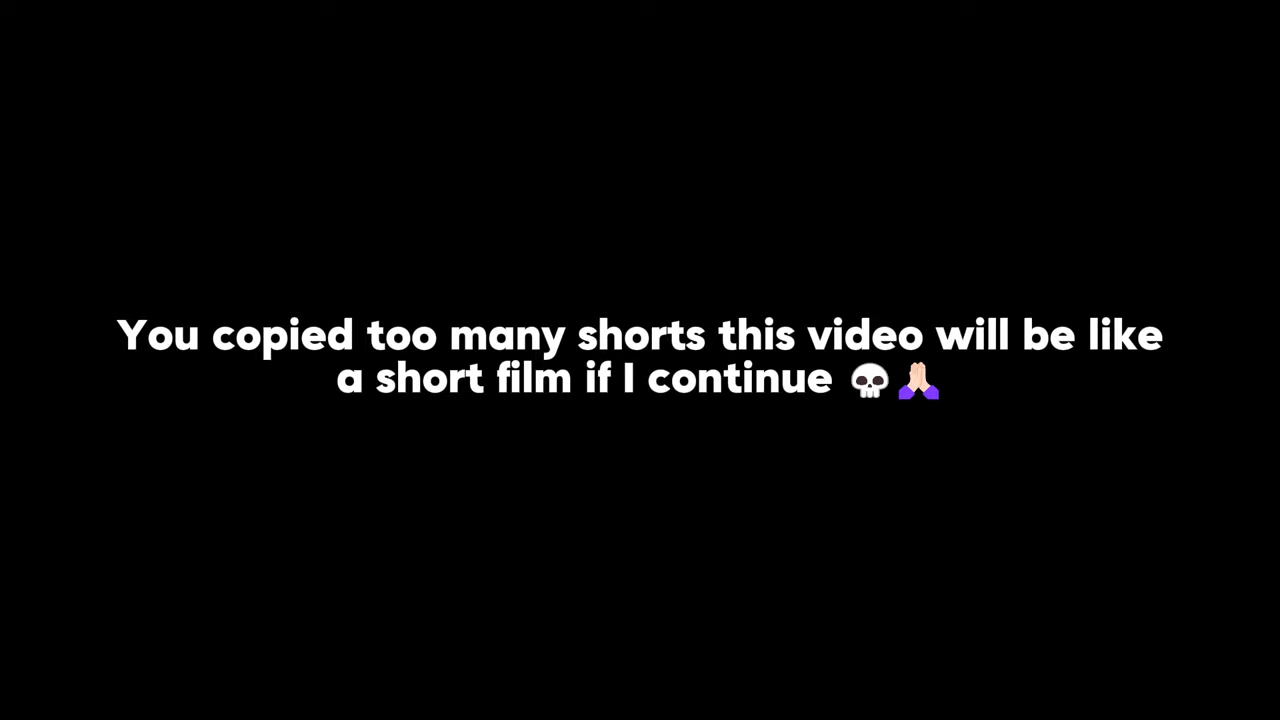 You copied too many shorts this video will be like
a short film if I continue 💀🙏🏻